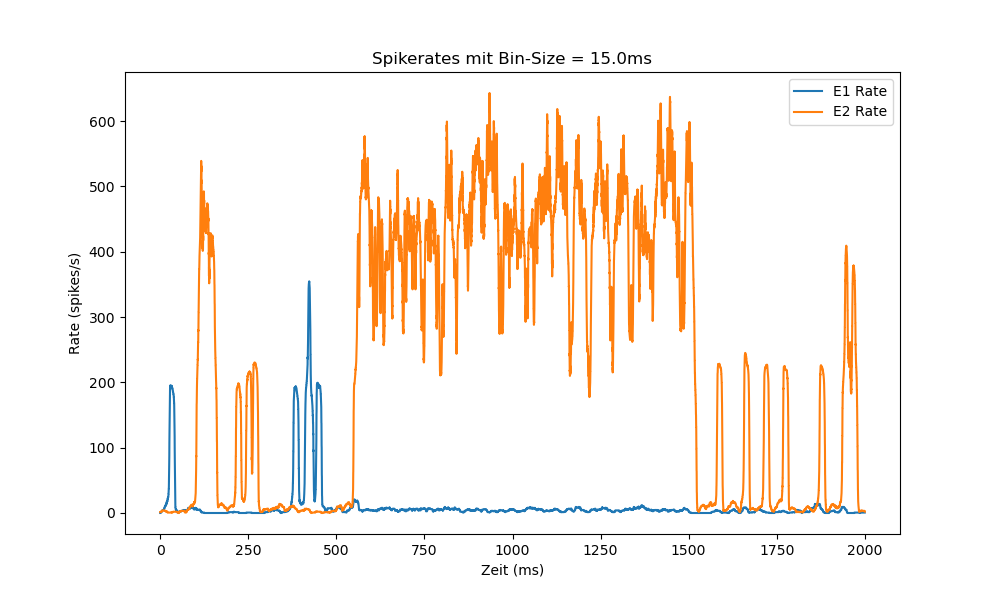 Spikerates mit Bin-Size = 15.0ms
E1 Rate
E2 Rate
600
500
400
300
200
100
0
Rate (spikes/s)
0 250 500 750 1000 1250 1500 1750 2000
Zeit (ms)